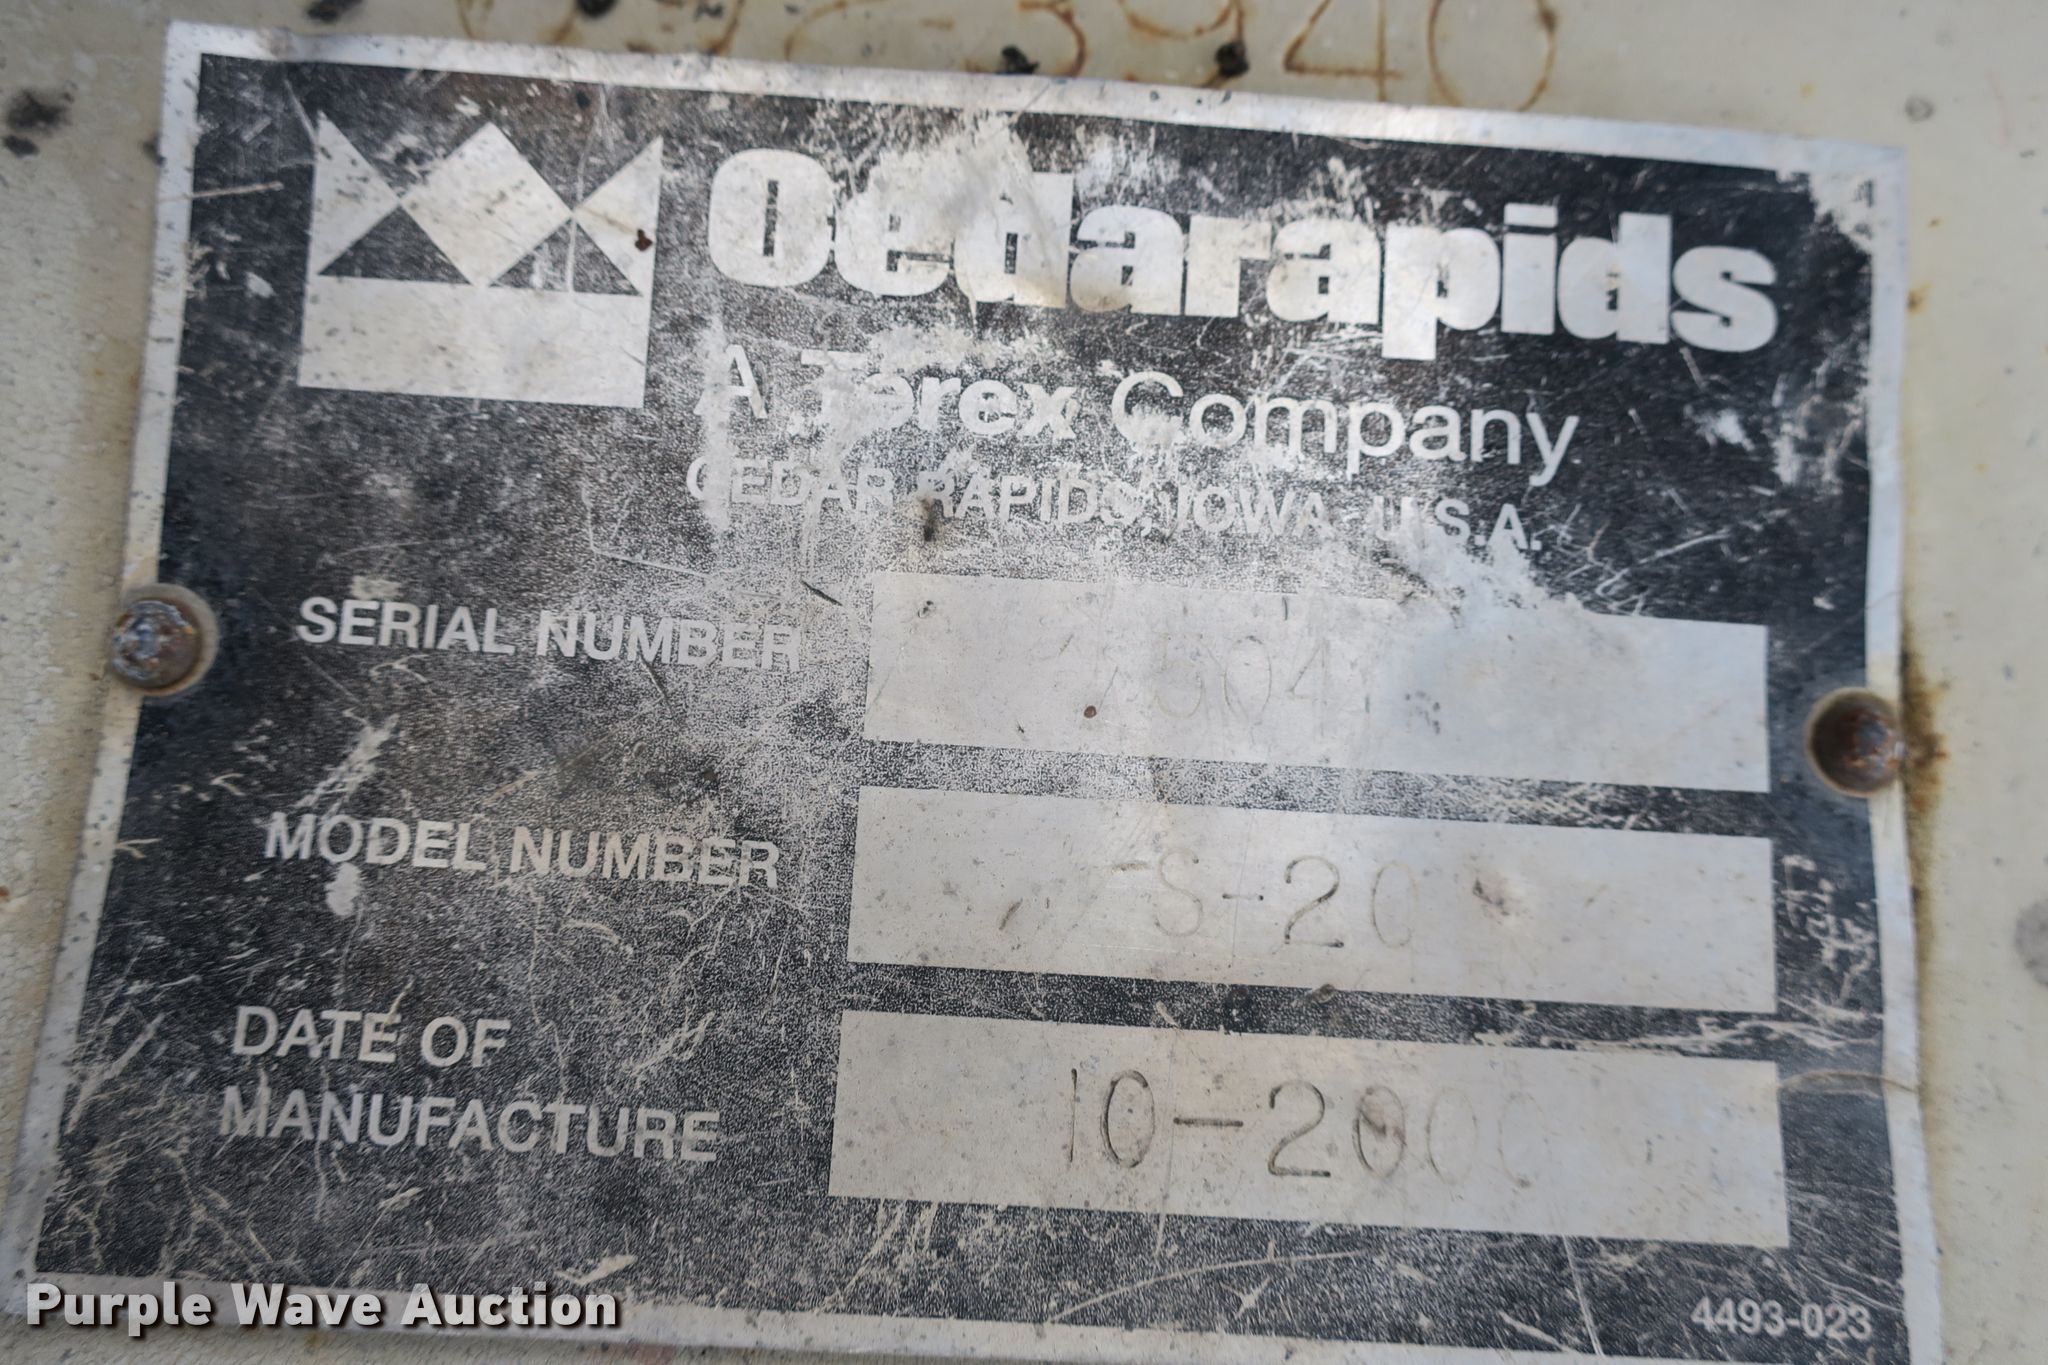 Cedarapids
A Terex Company
CEDAR RAPIDS, IOWA U.S.A.
SERIAL NUMBER
MODEL NUMBER S-20
DATE OF
MANUFACTURE 10-2000
4493-023
Purple Wave Auction